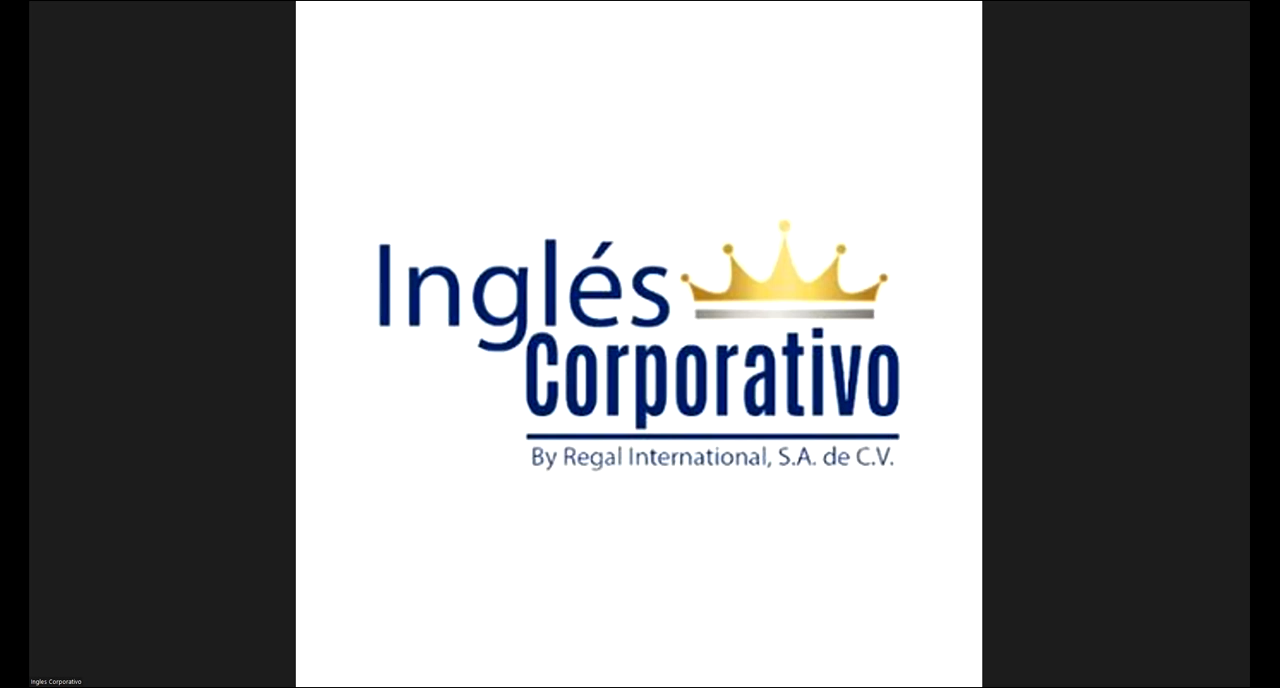 Inglés
Corporativo
By Regal International, S.A. de C.V.
Ingles Corporativo